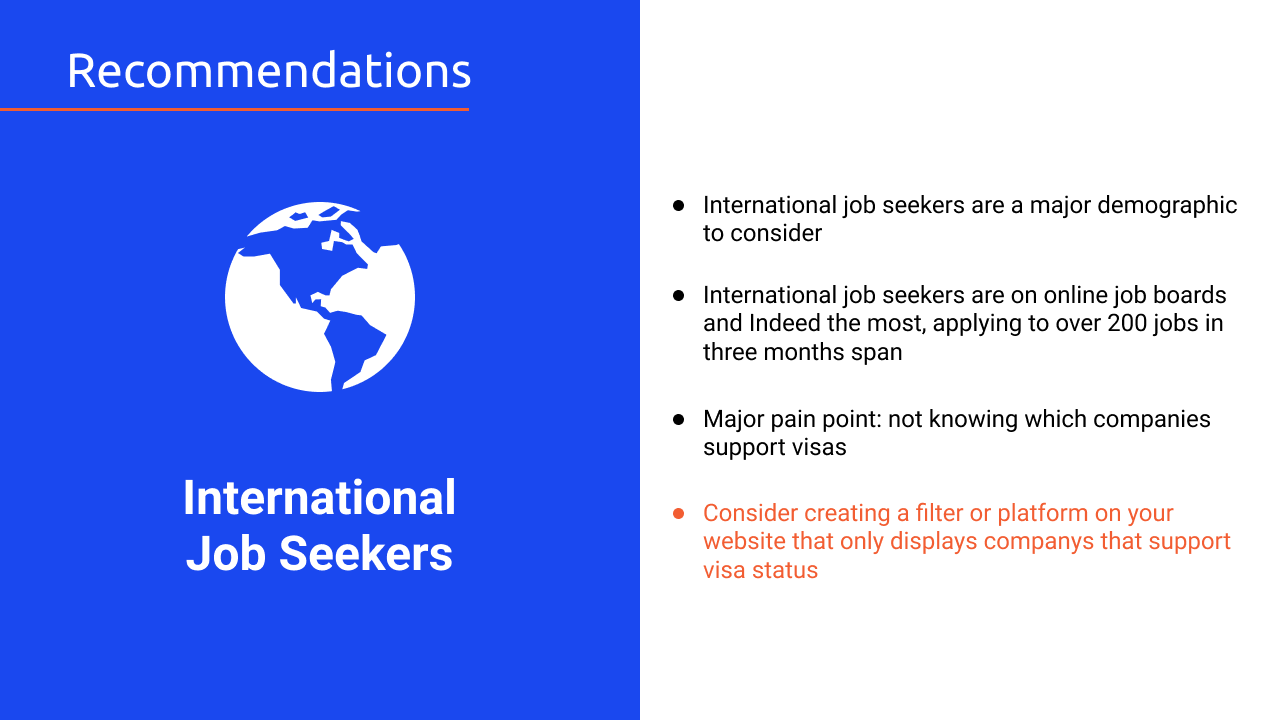 Recommendations
International
Job Seekers
● International job seekers are a major demographic
to consider
● International job seekers are on online job boards
and Indeed the most, applying to over 200 jobs in
three months span
● Major pain point: not knowing which companies
support visas
● Consider creating a filter or platform on your
website that only displays companys that support
visa status